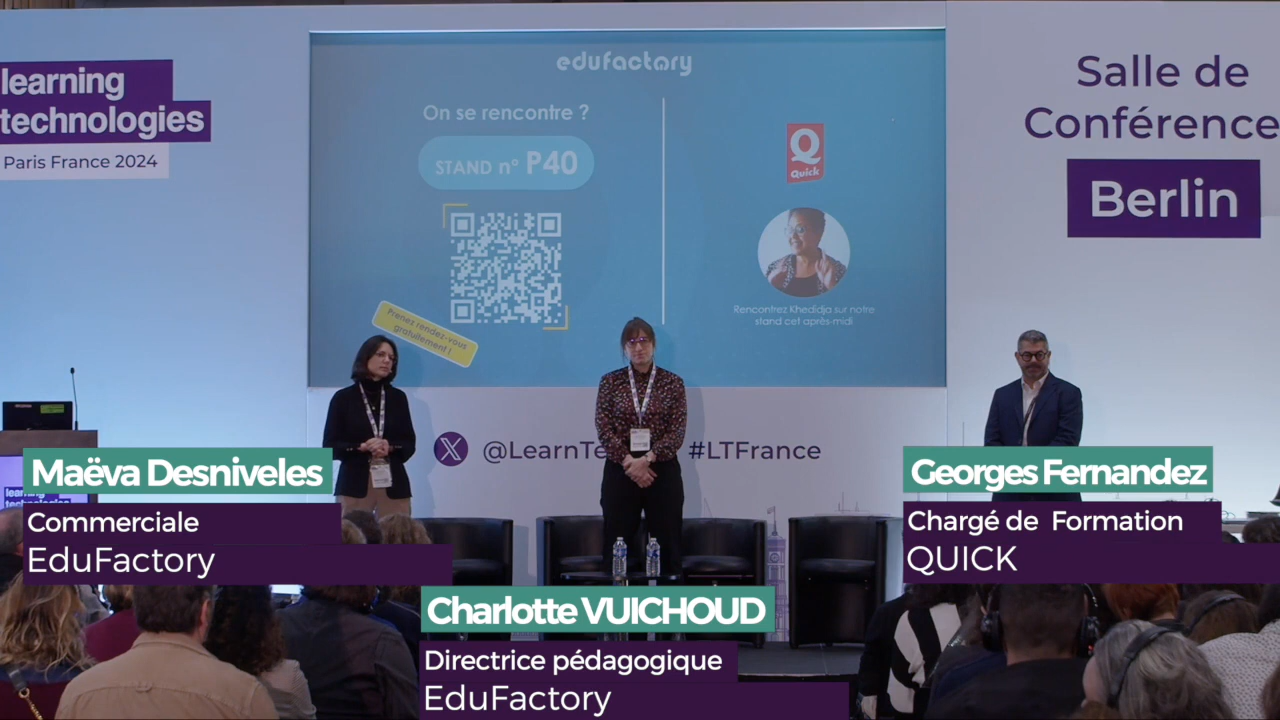 learning
technologies
Paris France 2024
edufactory
On se rencontre ?
STAND n° P40
Prenez rendez-vous
gratuitement !
Q
Quick
Rencontrez Khedidja sur notre
stand cet après-midi
Salle de
Conférence
Berlin
@LearnTe #LTFrance
learning
technologies
Maëva Desniveles
Commerciale
EduFactory
Charlotte VUICHOUD
Directrice pédagogique
EduFactory
Georges Fernandez
Chargé de Formation
QUICK